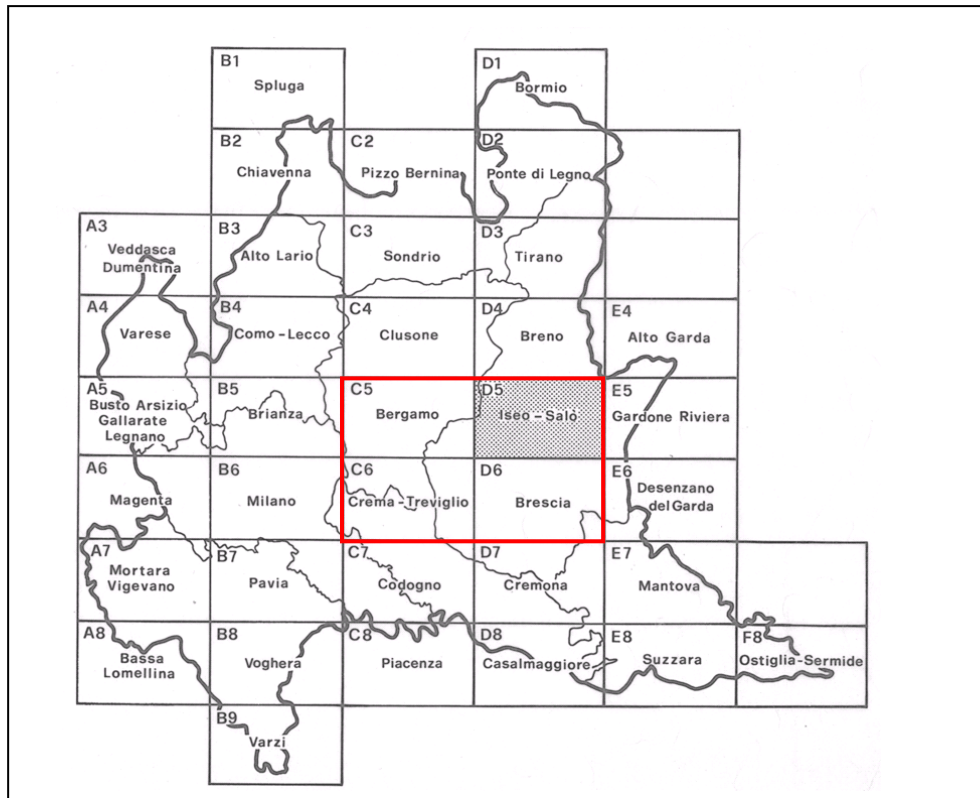 B1
Spluga
D1
Bormio
B2
Chiavenna
C2
Pizzo Bernina
D2
Ponte di Legno
A3
Veddasca
Dumentina
B3
Alto Lario
C3
Sondrio
D3
Tirano
A4
Varese
B4
Como-Lecco
C4
Clusone
D4
Breno
E4
Alto Garda
A5
Busto Arsizio
Gallarate
Legnano
B5
Brianza
C5
Bergamo
D5
Iseo-Salò
E5
Gardone Riviera
A6
Magenta
B6
Milano
C6
Crema-Treviglio
D6
Brescia
E6
Desenzano
del Garda
A7
Mortara
Vigevano
B7
Pavia
C7
Codogno
D7
Cremona
E7
Mantova
A8
Bassa
Lomellina
B8
Voghera
C8
Piacenza
D8
Casalmaggiore
E8
Suzzara
F8
Ostiglia-Sermide
B9
Varzi